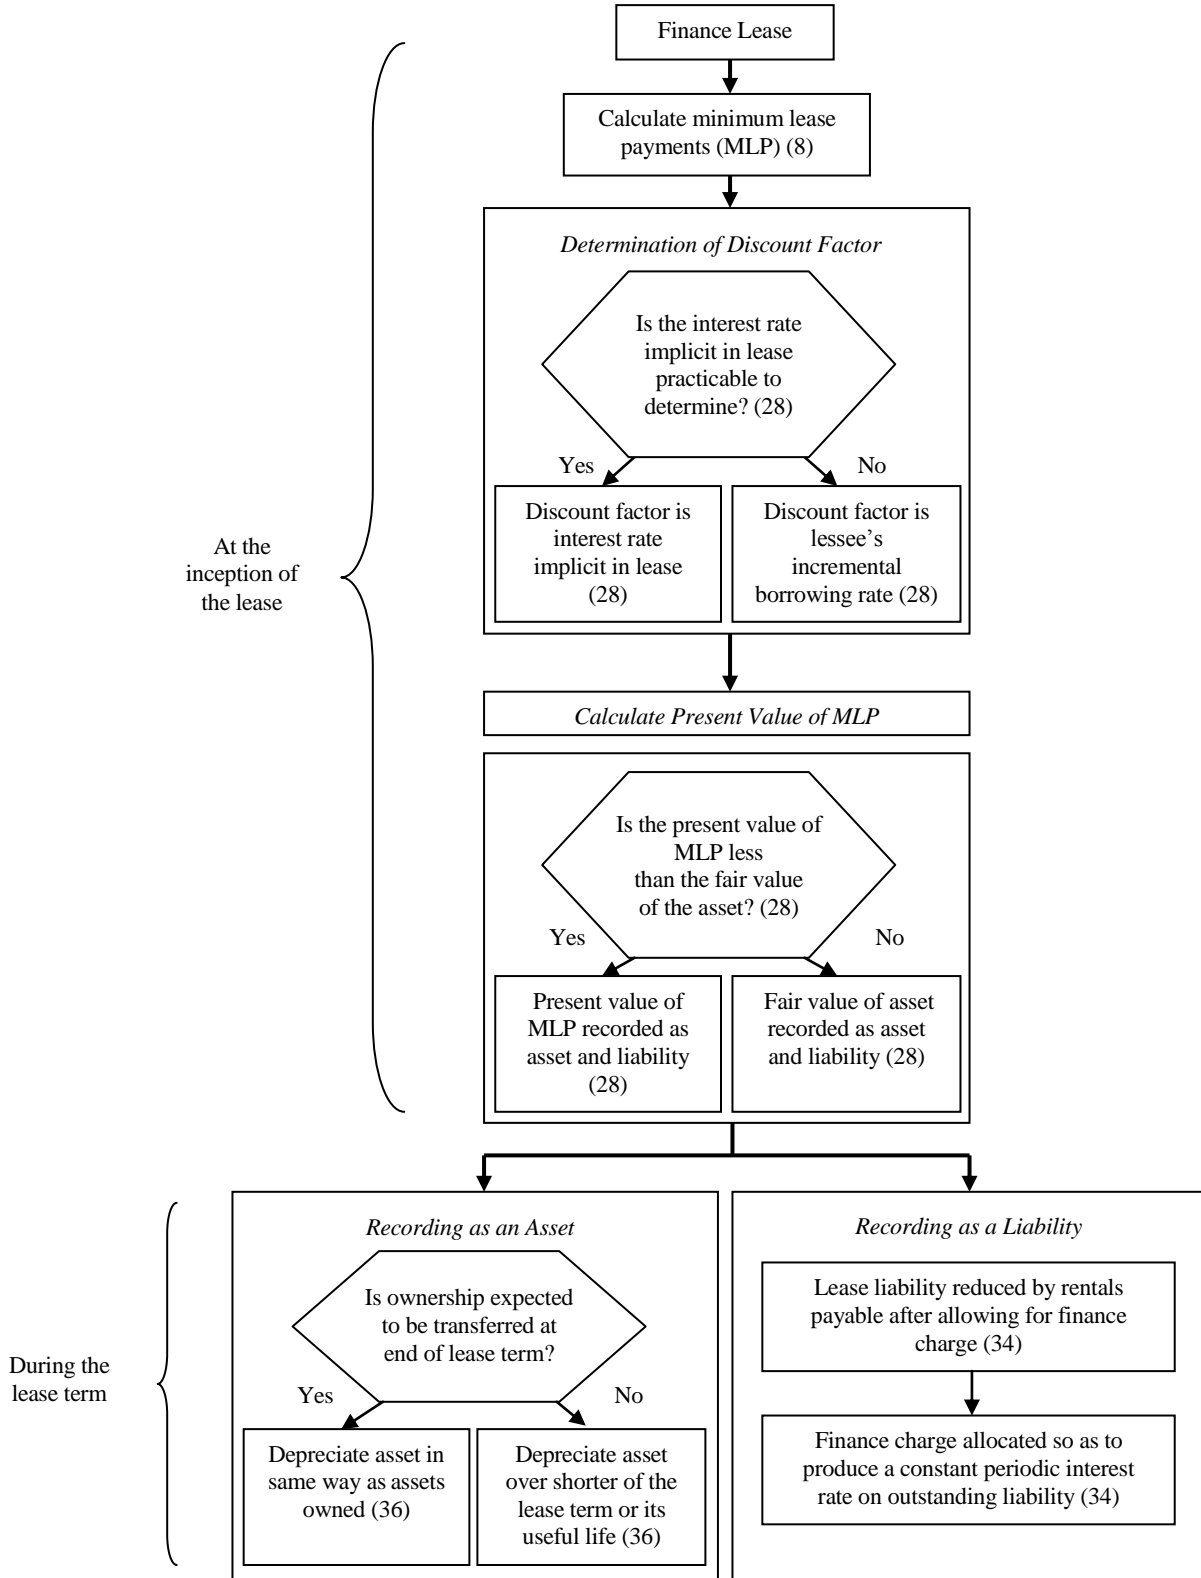 Finance Lease
Calculate minimum lease
payments (MLP) (8)
Determination of Discount Factor
Is the interest rate
implicit in lease
practicable to
determine? (28)
Yes
No
Discount factor is
interest rate
implicit in lease
(28)
Discount factor is
lessee’s
incremental
borrowing rate (28)
At the
inception of
the lease
Calculate Present Value of MLP
Is the present value of
MLP less
than the fair value
of the asset? (28)
Yes
No
Present value of
MLP recorded as
asset and liability
(28)
Fair value of asset
recorded as asset
and liability (28)
During the
lease term
Recording as an Asset
Is ownership expected
to be transferred at
end of lease term?
Yes
No
Depreciate asset in
same way as assets
owned (36)
Depreciate asset
over shorter of the
lease term or its
useful life (36)
Recording as a Liability
Lease liability reduced by rentals
payable after allowing for finance
charge (34)
Finance charge allocated so as to
produce a constant periodic interest
rate on outstanding liability (34)